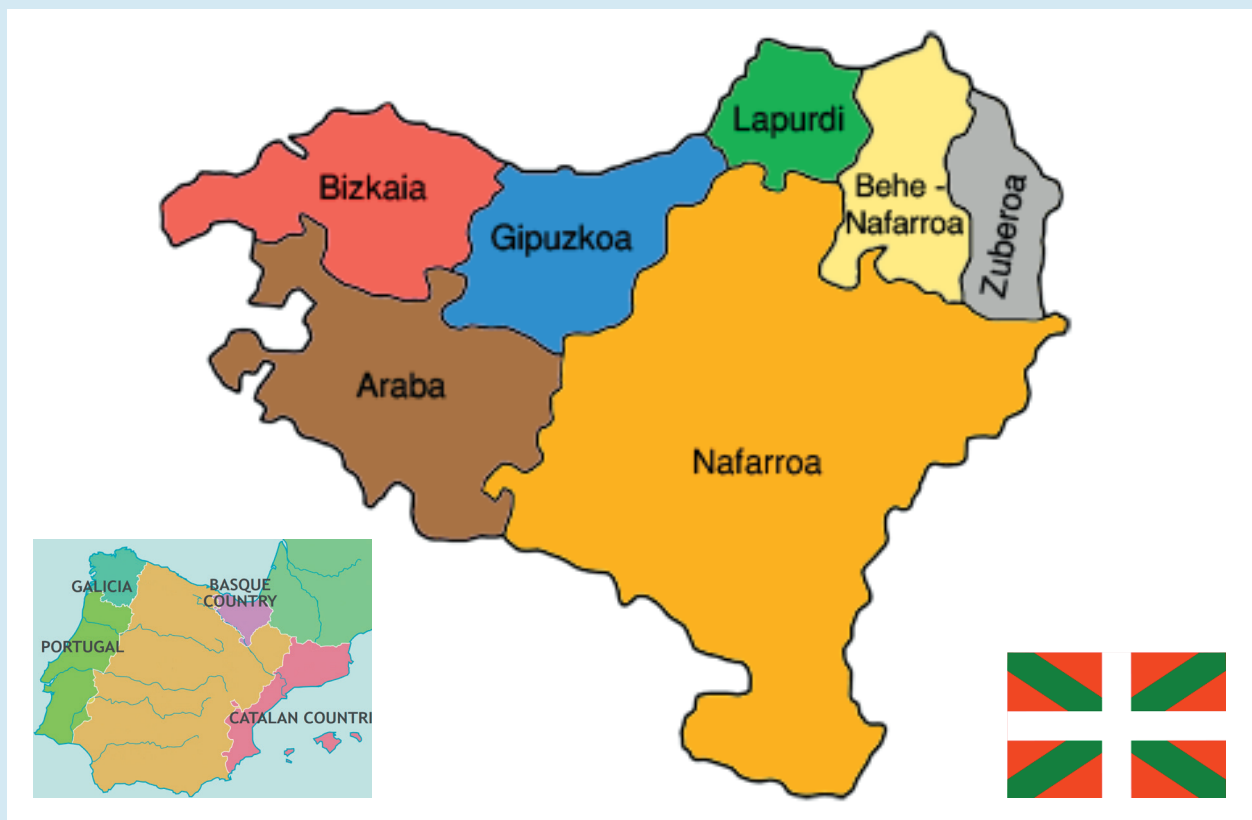 Lapurdi
Bizkaia
Behe -
Nafarroa
Gipuzkoa
Zuberoa
Araba
Nafarroa
GALICIA
BASQUE
COUNTRY
PORTUGAL
CATALAN COUNTRI